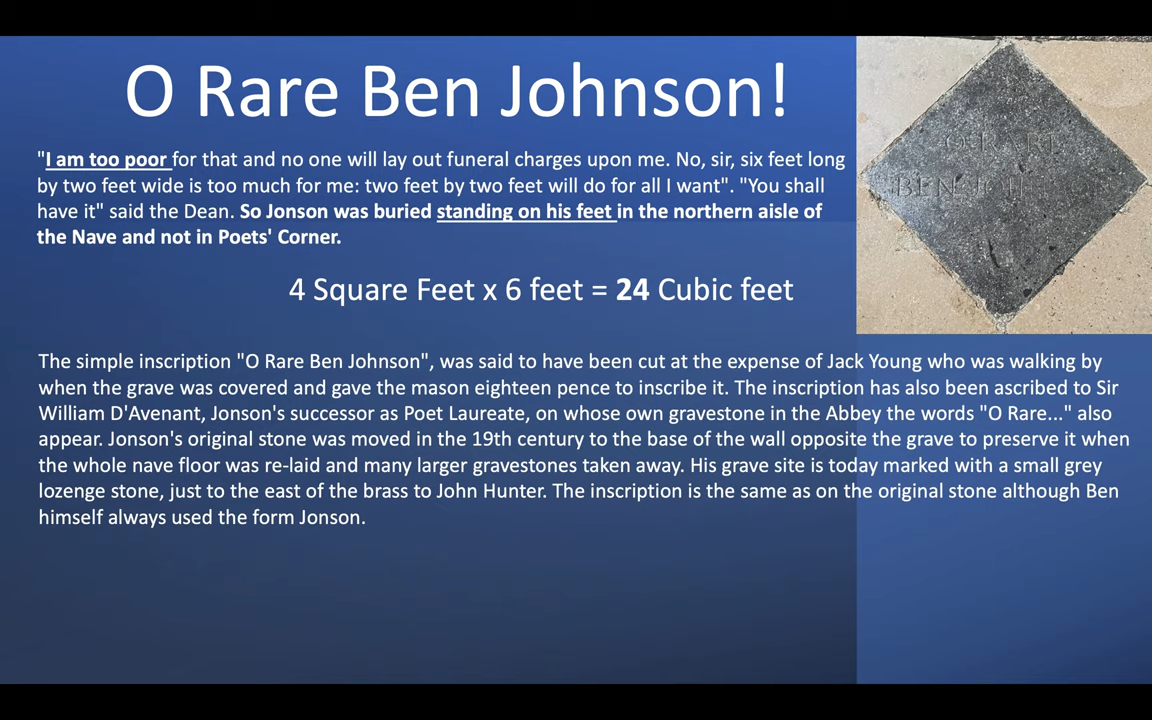 O Rare Ben Johnson!
"I am too poor for that and no one will lay out funeral charges upon me. No, sir, six feet long
by two feet wide is too much for me: two feet by two feet will do for all I want". "You shall
have it" said the Dean. So Jonson was buried standing on his feet in the northern aisle of
the Nave and not in Poets' Corner.
4 Square Feet x 6 feet = 24 Cubic feet
The simple inscription "O Rare Ben Johnson", was said to have been cut at the expense of Jack Young who was walking by
when the grave was covered and gave the mason eighteen pence to inscribe it. The inscription has also been ascribed to Sir
William D'Avenant, Jonson's successor as Poet Laureate, on whose own gravestone in the Abbey the words "O Rare..." also
appear. Jonson's original stone was moved in the 19th century to the base of the wall opposite the grave to preserve it when
the whole nave floor was re-laid and many larger gravestones taken away. His grave site is today marked with a small grey
lozenge stone, just to the east of the brass to John Hunter. The inscription is the same as on the original stone although Ben
himself always used the form Jonson.
O RARE
BEN